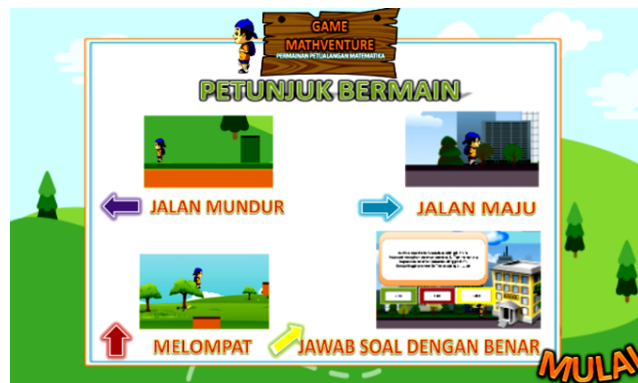 GAME
MATHVENTURE
PERMAINAN PETUALANGAN MATEMATIKA
PETUNJUK BERMAIN
JALAN MUNDUR
JALAN MAJU
MELOMPAT
JAWAB SOAL DENGAN BENAR
MULAI